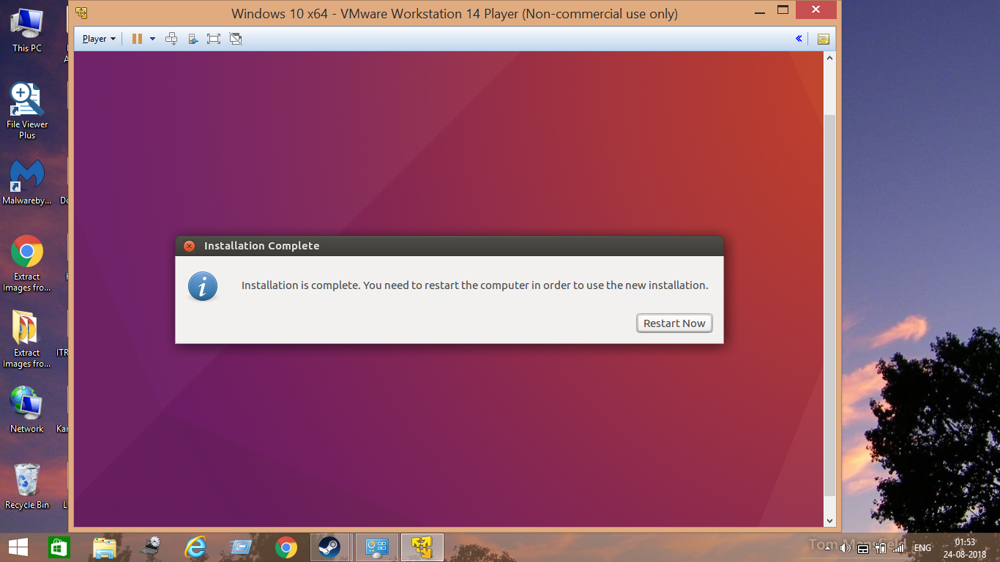 Windows 10 x64 - VMware Workstation 14 Player (Non-commercial use only)
Player
This PC
File Viewer
Plus
Malwareby...
Extract
Images fro...
Extract
Images fro...
ITR
Network
Kar
Recycle Bin
Installation Complete
Installation is complete. You need to restart the computer in order to use the new installation.
Restart Now
Tom Mansfield
ENG
01:53
24-08-2018